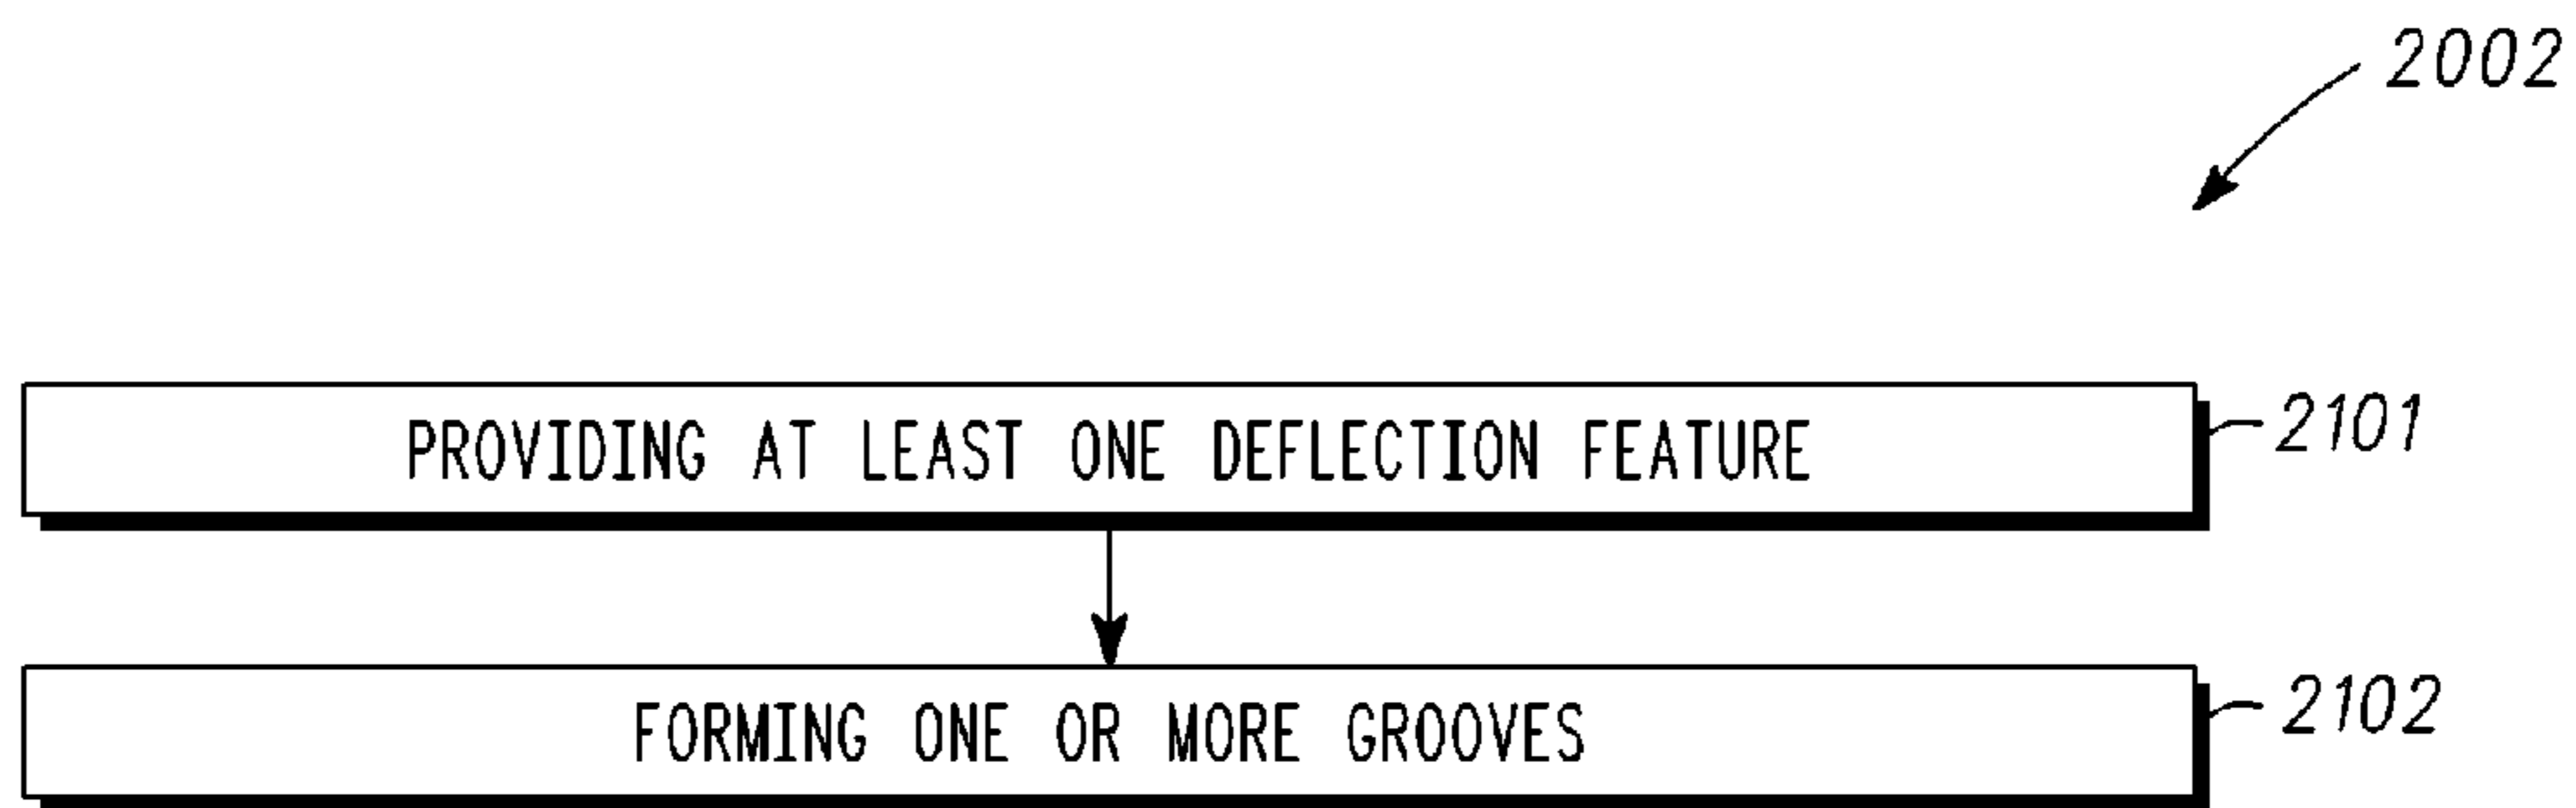 2002
PROVIDING AT LEAST ONE DEFLECTION FEATURE
2101
FORMING ONE OR MORE GROOVES
2102